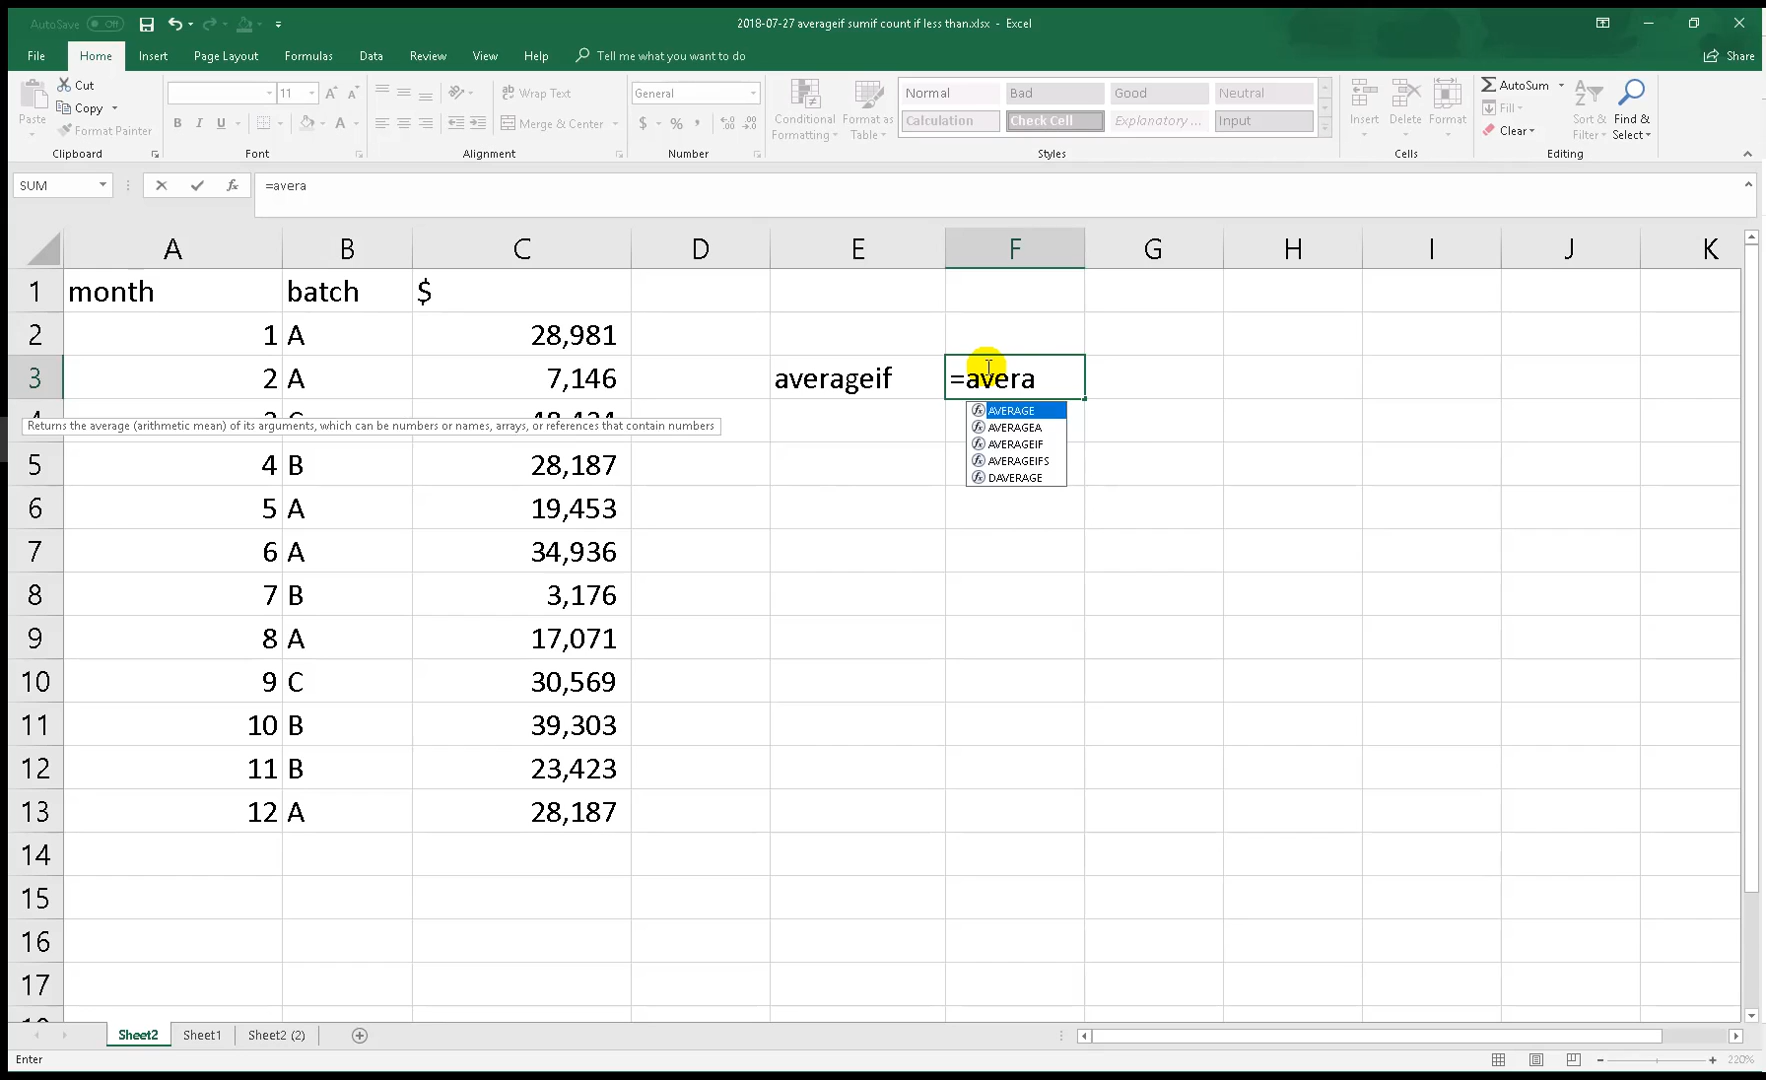 AutoSave Off 2018-07-27 averageif sumif count if less than.xlsx - Excel
File Home Insert Page Layout Formulas Data Review View Help Tell me what you want to do Share
Paste Cut Copy Format Painter Clipboard
11 A A B I U A Font
Wrap Text Merge & Center Alignment
General $ % , Number
Conditional Formatting Format as Table Normal Bad Good Neutral Calculation Check Cell Explanatory ... Input Styles
Insert Delete Format Cells
AutoSum Fill Clear Sort & Filter Find & Select Editing
SUM fx =avera
A B C D E F G H I J K
1 month batch $
2 1 A 28,981
3 2 A 7,146 averageif =avera
Returns the average (arithmetic mean) of its arguments, which can be numbers or names, arrays, or references that contain numbers
AVERAGE
AVERAGEA
AVERAGEIF
AVERAGEIFS
DAVERAGE
5 4 B 28,187
6 5 A 19,453
7 6 A 34,936
8 7 B 3,176
9 8 A 17,071
10 9 C 30,569
11 10 B 39,303
12 11 B 23,423
13 12 A 28,187
14
15
16
17
Sheet2 Sheet1 Sheet2 (2)
Enter 220%